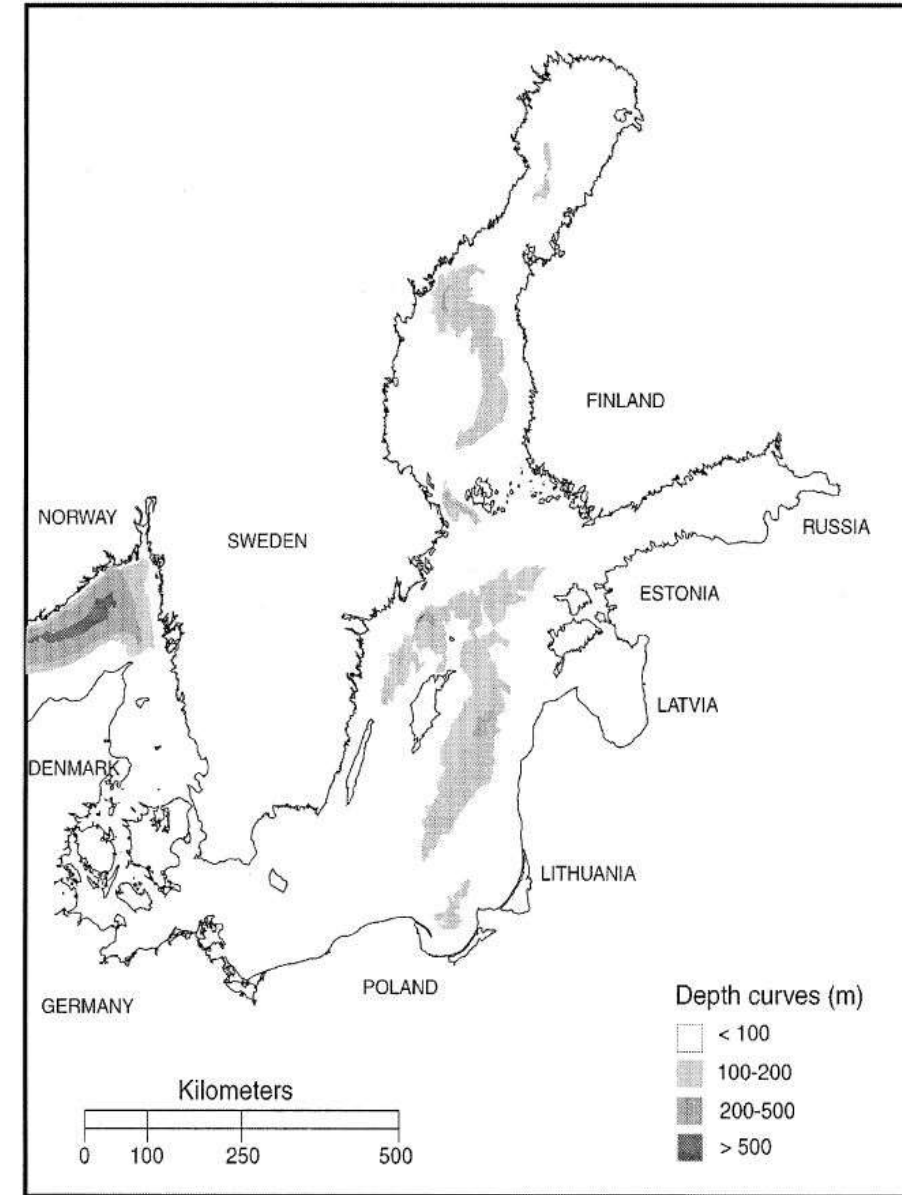 FINLAND
NORWAY
SWEDEN
RUSSIA
ESTONIA
LATVIA
DENMARK
LITHUANIA
POLAND
GERMANY
Depth curves (m)
< 100
100-200
200-500
> 500
Kilometers
0 100 250 500